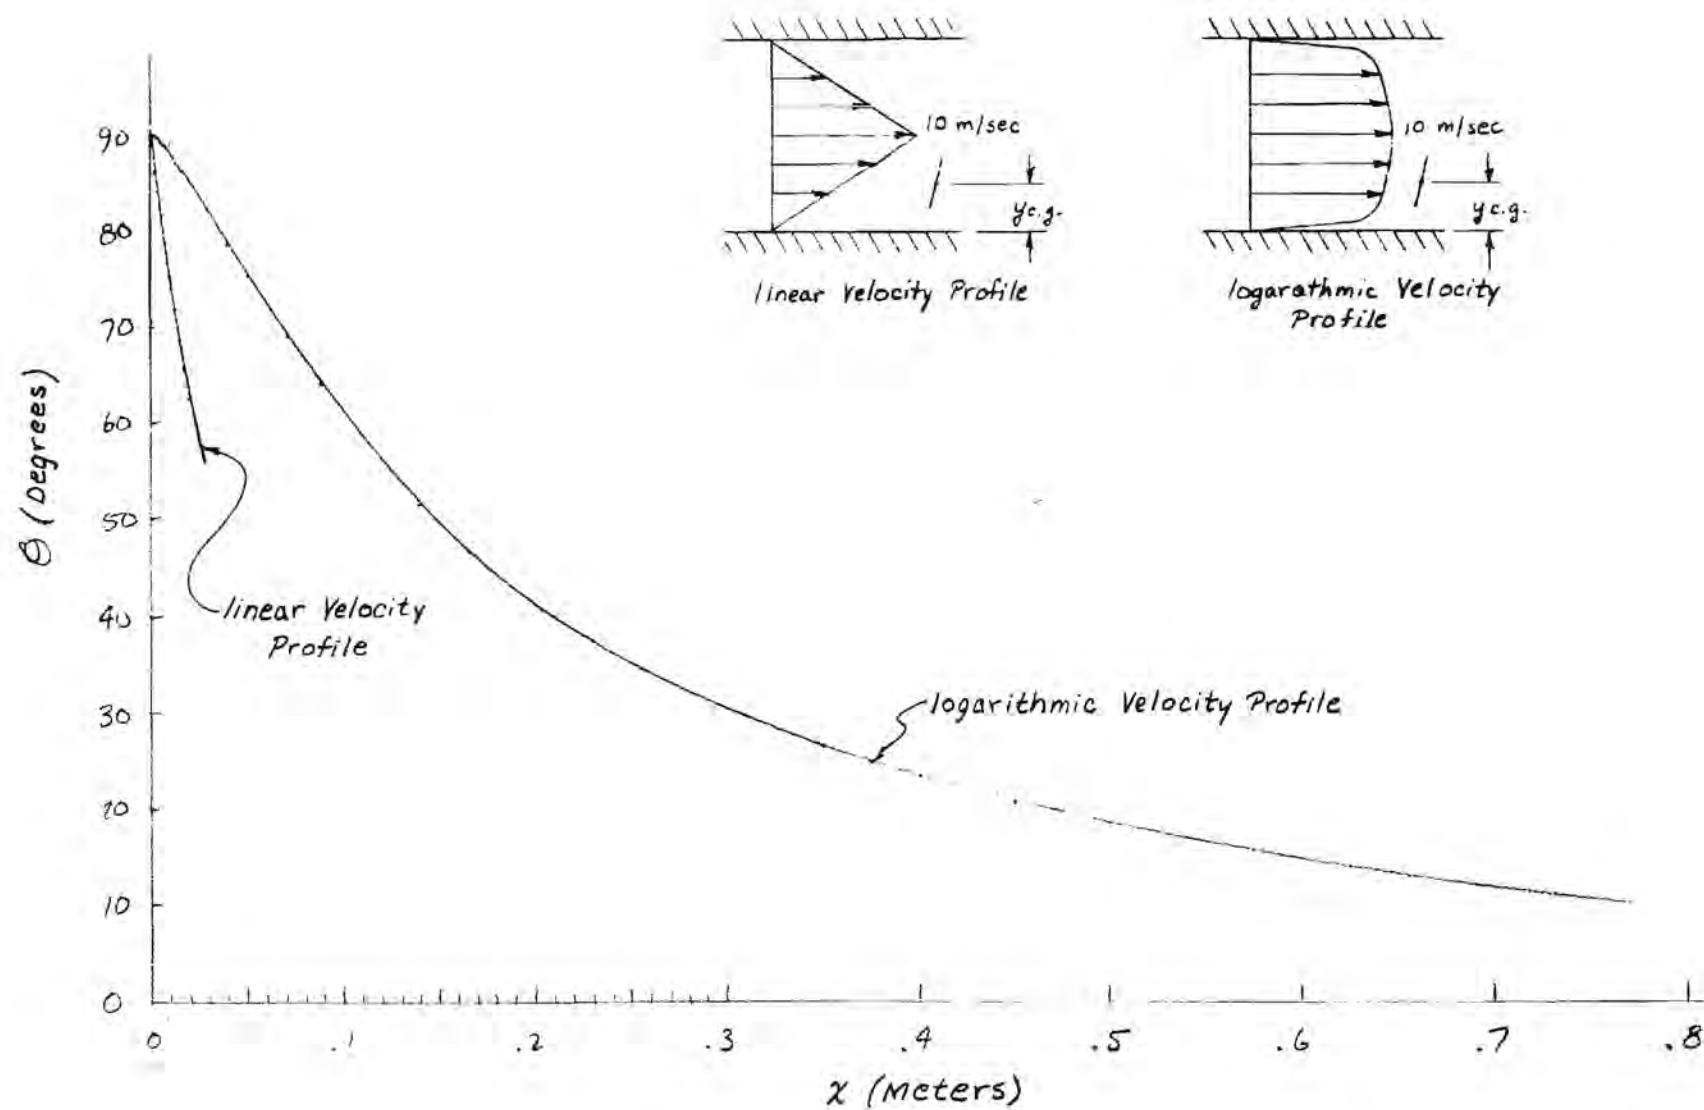 10 m/sec
yc.g.
linear Velocity Profile
10 m/sec
yc.g.
logarathmic Velocity
Profile
90
80
70
60
50
40
30
20
10
0
θ (Degrees)
linear Velocity
Profile
logarithmic Velocity Profile
0 .1 .2 .3 .4 .5 .6 .7 .8
x (Meters)